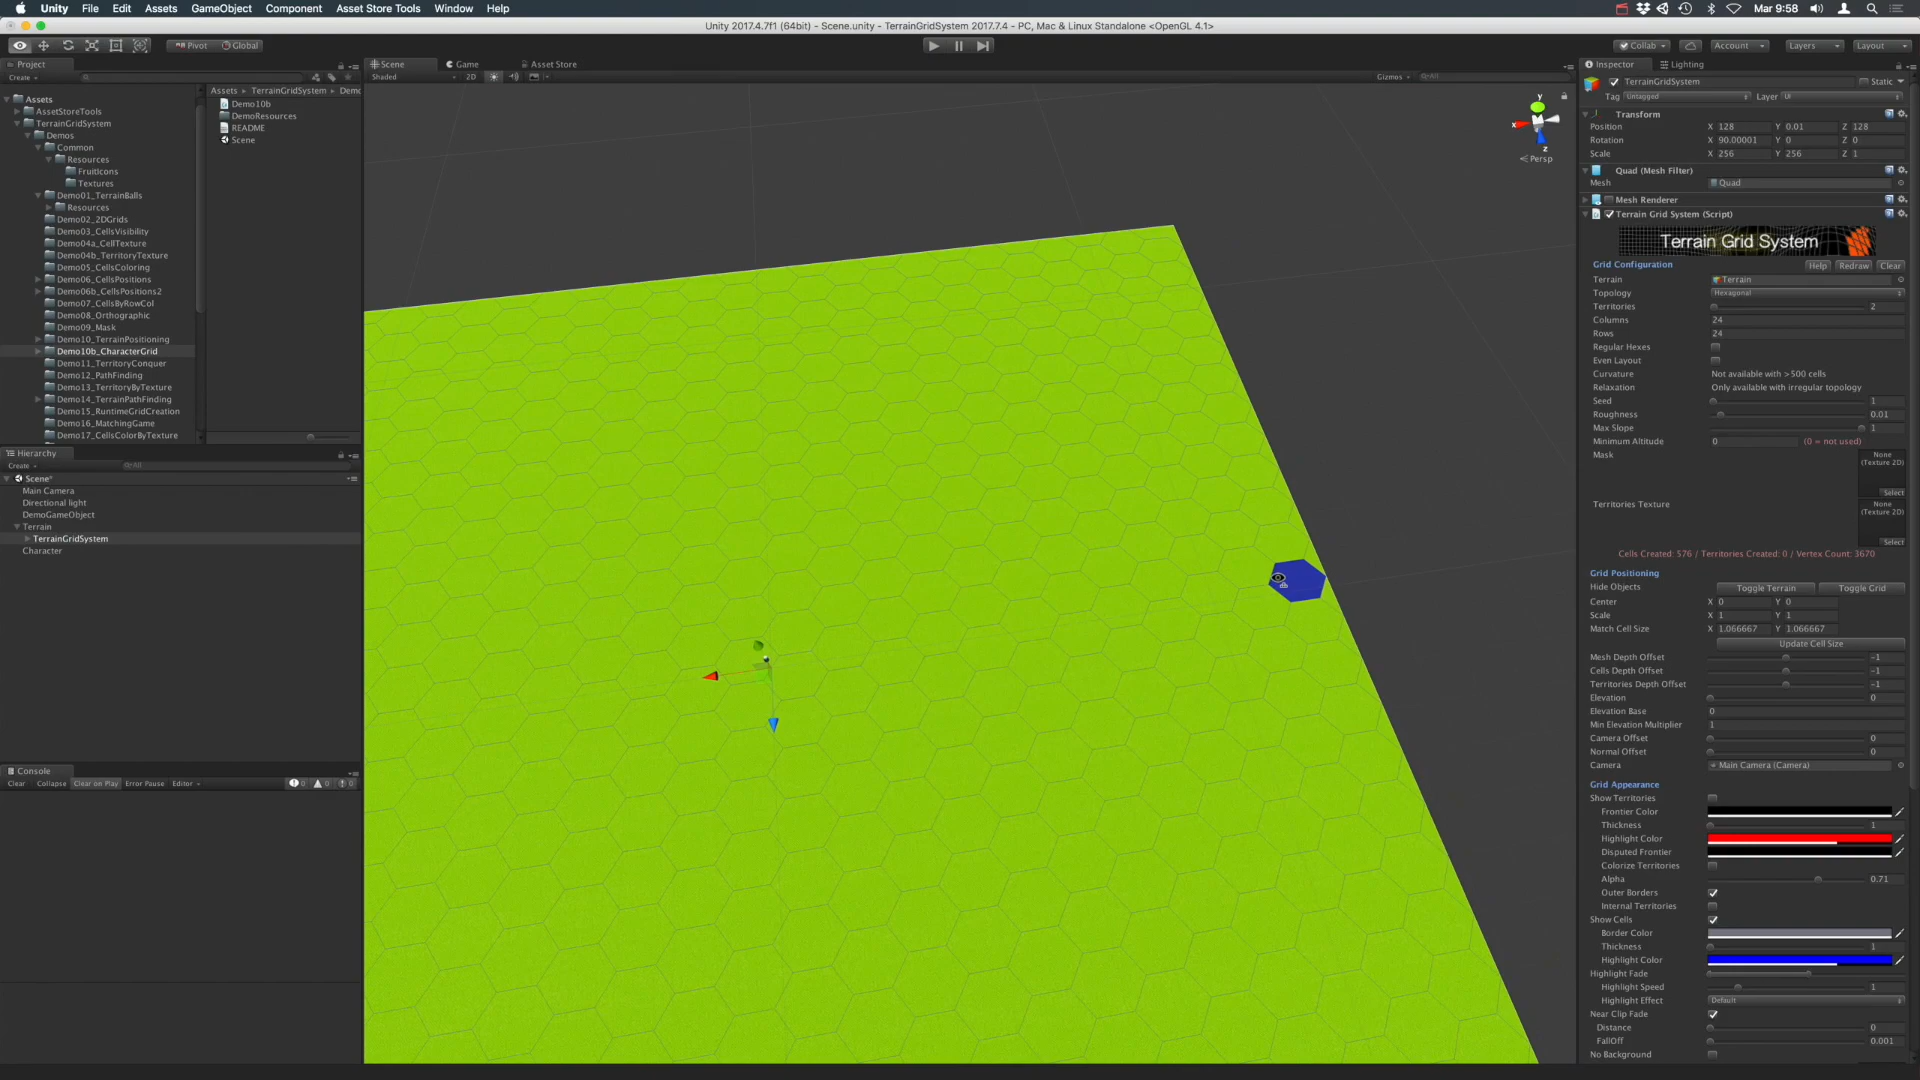 Unity File Edit Assets GameObject Component Asset Store Tools Window Help Mar 9:58
Unity 2017.4.7f1 (64bit) - Scene.unity - TerrainGridSystem 2017.7.4 - PC, Mac & Linux Standalone <OpenGL 4.1>
Pivot Global Collab Account Layers Layout
Project
Create
Assets
AssetStoreTools
TerrainGridSystem
Demos
Common
Resources
FruitIcons
Textures
Demo01_TerrainBalls
Resources
Demo02_2DGrids
Demo03_CellsVisibility
Demo04a_CellTexture
Demo04b_TerritoryTexture
Demo05_CellsColoring
Demo06_CellsPositions
Demo06b_CellsPositions2
Demo07_CellsByRowCol
Demo08_Orthographic
Demo09_Mask
Demo10_TerrainPositioning
Demo10b_CharacterGrid
Demo11_TerritoryConquer
Demo12_PathFinding
Demo13_TerritoryByTexture
Demo14_TerrainPathFinding
Demo15_RuntimeGridCreation
Demo16_MatchingGame
Demo17_CellsColorByTexture
Assets TerrainGridSystem Demo
Demo10b
DemoResources
README
Scene
Hierarchy
Create All
Scene*
Main Camera
Directional light
DemoGameObject
Terrain
TerrainGridSystem
Character
Console
Clear Collapse Clear on Play Error Pause Editor 0 0 0
Scene Game Asset Store
Shaded 2D Gizmos All
y
x
z
Persp
Inspector Lighting
TerrainGridSystem Static
Tag Untagged Layer UI
Transform
Position X 128 Y 0.01 Z 128
Rotation X 90.00001 Y 0 Z 0
Scale X 256 Y 256 Z 1
Quad (Mesh Filter)
Mesh Quad
Mesh Renderer
Terrain Grid System (Script)
Terrain Grid System
Grid Configuration Help Redraw Clear
Terrain Terrain
Topology Hexagonal
Territories 2
Columns 24
Rows 24
Regular Hexes
Even Layout
Curvature Not available with >500 cells
Relaxation Only available with irregular topology
Seed 1
Roughness 0.01
Max Slope 1
Minimum Altitude 0 (0 = not used)
Mask None (Texture 2D) Select
Territories Texture None (Texture 2D) Select
Cells Created: 576 / Territories Created: 0 / Vertex Count: 3670
Grid Positioning
Hide Objects Toggle Terrain Toggle Grid
Center X 0 Y 0
Scale X 1 Y 1
Match Cell Size X 1.066667 Y 1.066667
Update Cell Size
Mesh Depth Offset -1
Cells Depth Offset -1
Territories Depth Offset -1
Elevation 0
Elevation Base 0
Min Elevation Multiplier 1
Camera Offset 0
Normal Offset 0
Camera Main Camera (Camera)
Grid Appearance
Show Territories
Frontier Color
Thickness 1
Highlight Color
Disputed Frontier
Colorize Territories
Alpha 0.71
Outer Borders
Internal Territories
Show Cells
Border Color
Thickness 1
Highlight Color
Highlight Fade
Highlight Speed 1
Highlight Effect Default
Near Clip Fade
Distance 0
FallOff 0.001
No Background